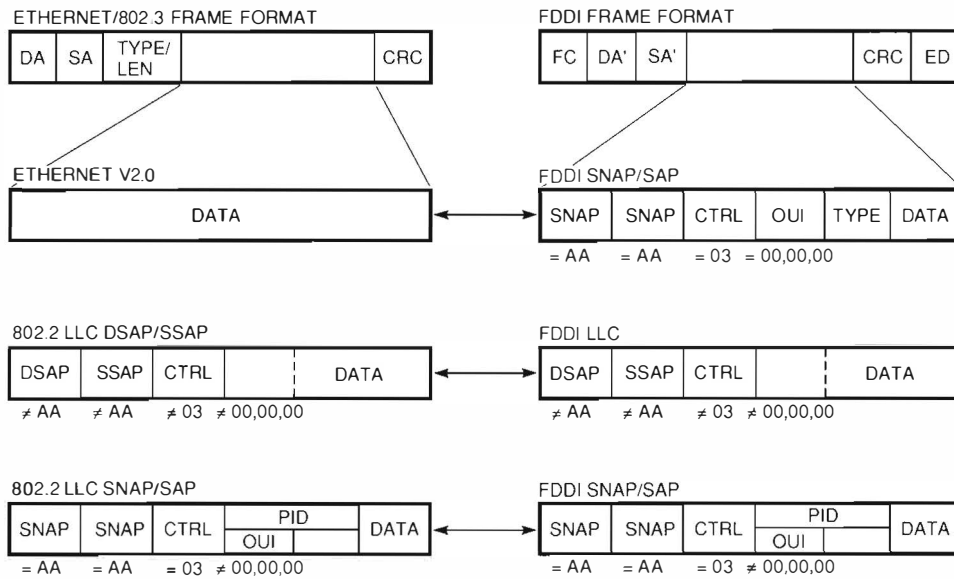 ETHERNET/802.3 FRAME FORMAT
DA SA TYPE/ LEN CRC
FDDI FRAME FORMAT
FC DA' SA' CRC ED
ETHERNET V2.0
DATA
FDDI SNAP/SAP
SNAP SNAP CTRL OUI TYPE DATA
= AA = AA = 03 = 00,00,00
802.2 LLC DSAP/SSAP
DSAP SSAP CTRL DATA
≠ AA ≠ AA ≠ 03 ≠ 00,00,00
FDDI LLC
DSAP SSAP CTRL DATA
≠ AA ≠ AA ≠ 03 ≠ 00,00,00
802.2 LLC SNAP/SAP
SNAP SNAP CTRL PID OUI DATA
= AA = AA = 03 ≠ 00,00,00
FDDI SNAP/SAP
SNAP SNAP CTRL PID OUI DATA
= AA = AA = 03 ≠ 00,00,00